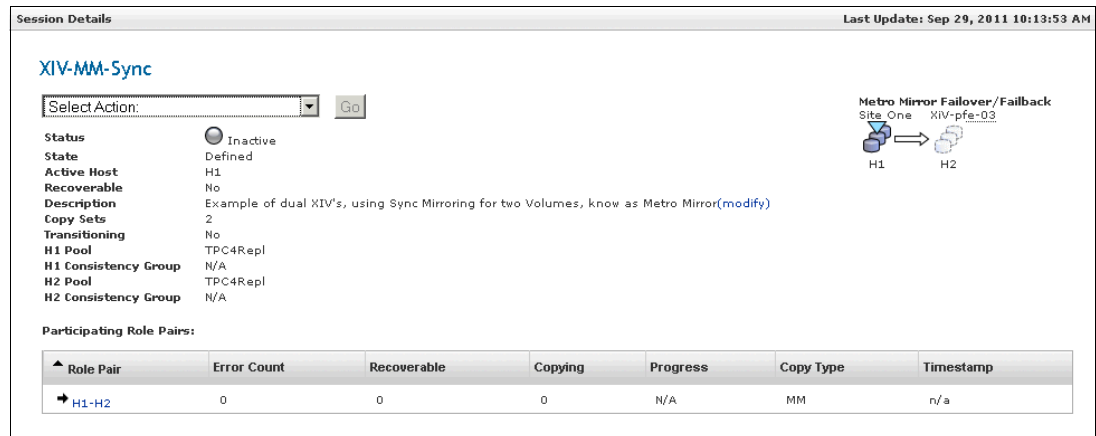 Session Details Last Update: Sep 29, 2011 10:13:53 AM
XIV-MM-Sync
Select Action: Go
Metro Mirror Failover/Failback
Site One XiV-pfe-03
H1 H2
Status Inactive
State Defined
Active Host H1
Recoverable No
Description Example of dual XIV's, using Sync Mirroring for two Volumes, know as Metro Mirror(modify)
Copy Sets 2
Transitioning No
H1 Pool TPC4Repl
H1 Consistency Group N/A
H2 Pool TPC4Repl
H2 Consistency Group N/A
Participating Role Pairs:
Role Pair Error Count Recoverable Copying Progress Copy Type Timestamp
H1-H2 0 0 0 N/A MM n/a